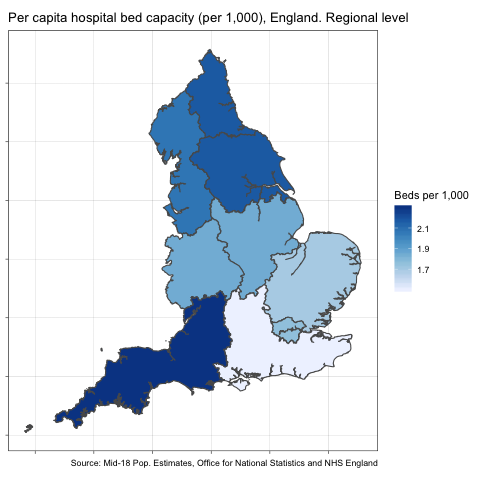 Per capita hospital bed capacity (per 1,000), England. Regional level
Beds per 1,000
2.1
1.9
1.7
Source: Mid-18 Pop. Estimates, Office for National Statistics and NHS England